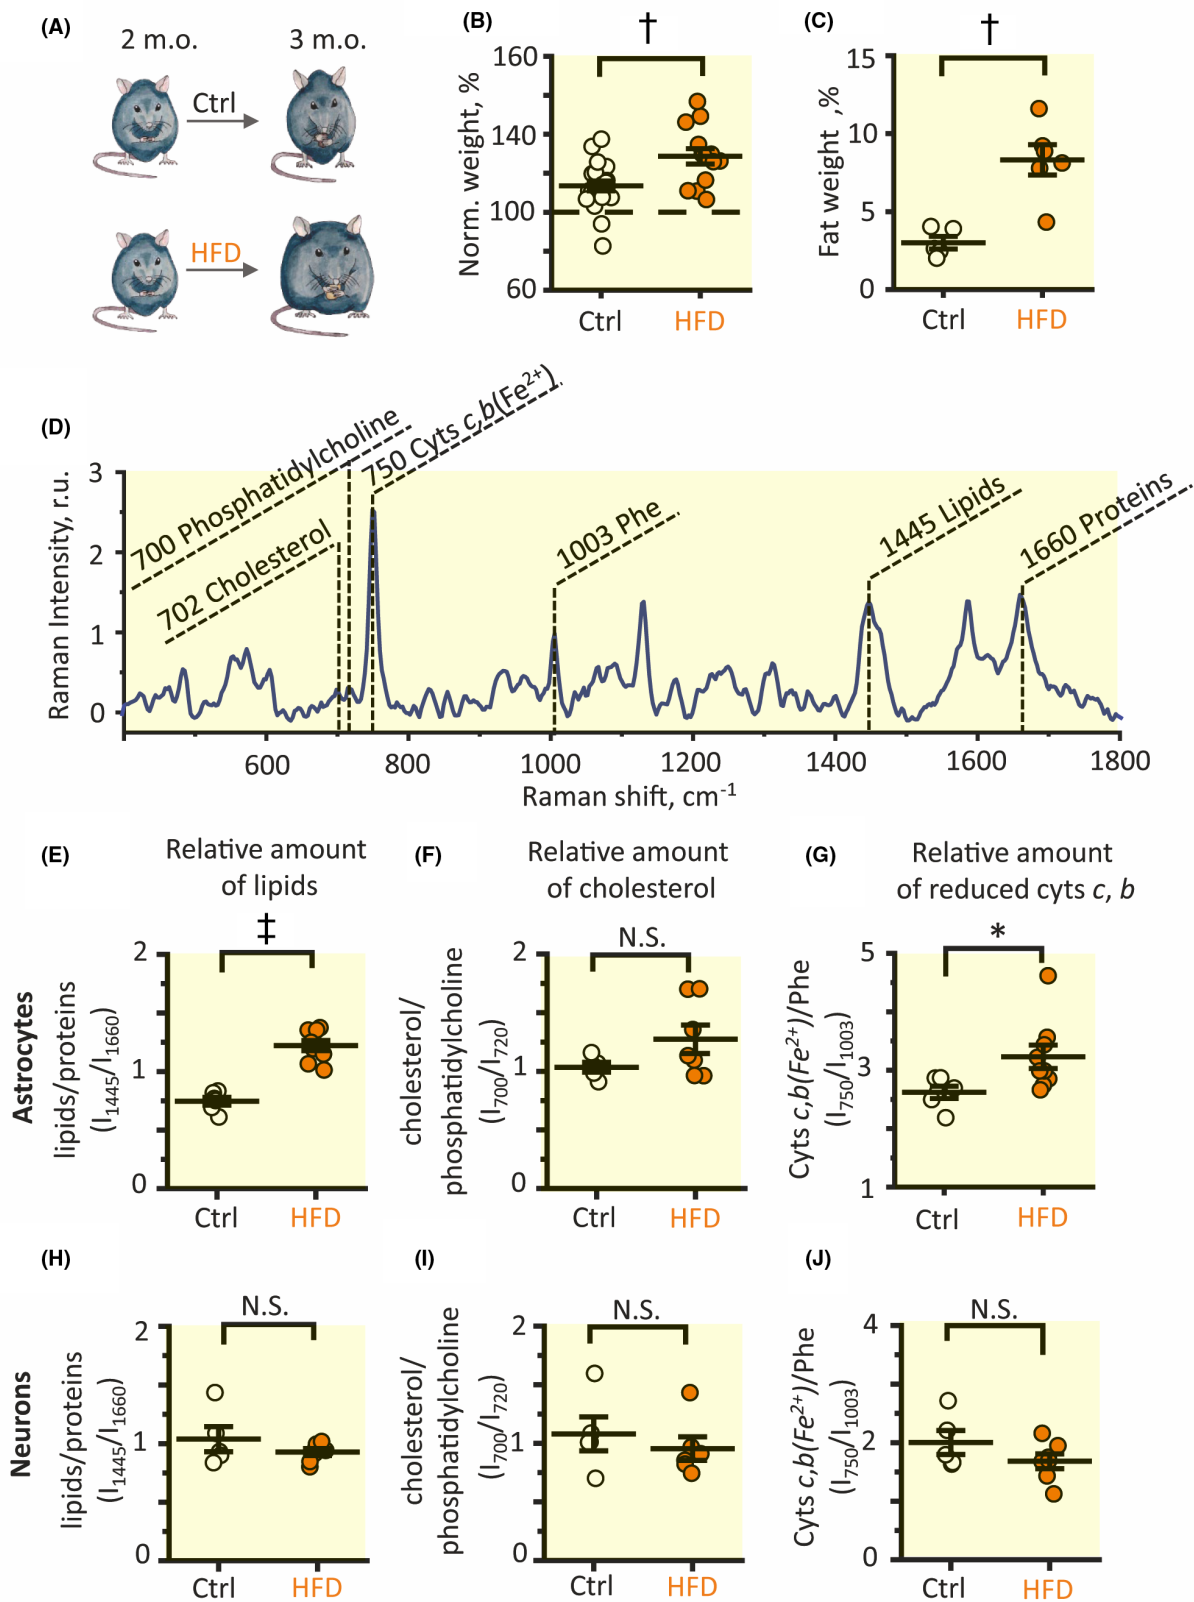 (A)
2 m.o.
3 m.o.
Ctrl
HFD
(B)
†
Norm. weight, %
160
140
120
100
80
60
Ctrl
HFD
(C)
†
Fat weight ,%
15
10
5
0
Ctrl
HFD
(D)
Raman Intensity, r.u.
3
2
1
0
700 Phosphatidylcholine
702 Cholesterol
750 Cyts c,b(Fe2+)
1003 Phe
1445 Lipids
1660 Proteins
600
800
1000
1200
1400
1600
1800
Raman shift, cm-1
(E)
Relative amount
of lipids
‡
Astrocytes
lipids/proteins
(I1445/I1660)
2
1
0
Ctrl
HFD
(F)
Relative amount
of cholesterol
N.S.
cholesterol/
phosphatidylcholine
(I700/I720)
2
1
0
Ctrl
HFD
(G)
Relative amount
of reduced cyts c, b
*
Cyts c,b(Fe2+)/Phe
(I750/I1003)
5
3
1
Ctrl
HFD
(H)
N.S.
Neurons
lipids/proteins
(I1445/I1660)
2
1
0
Ctrl
HFD
(I)
N.S.
cholesterol/
phosphatidylcholine
(I700/I720)
2
1
0
Ctrl
HFD
(J)
N.S.
Cyts c,b(Fe2+)/Phe
(I750/I1003)
4
2
0
Ctrl
HFD